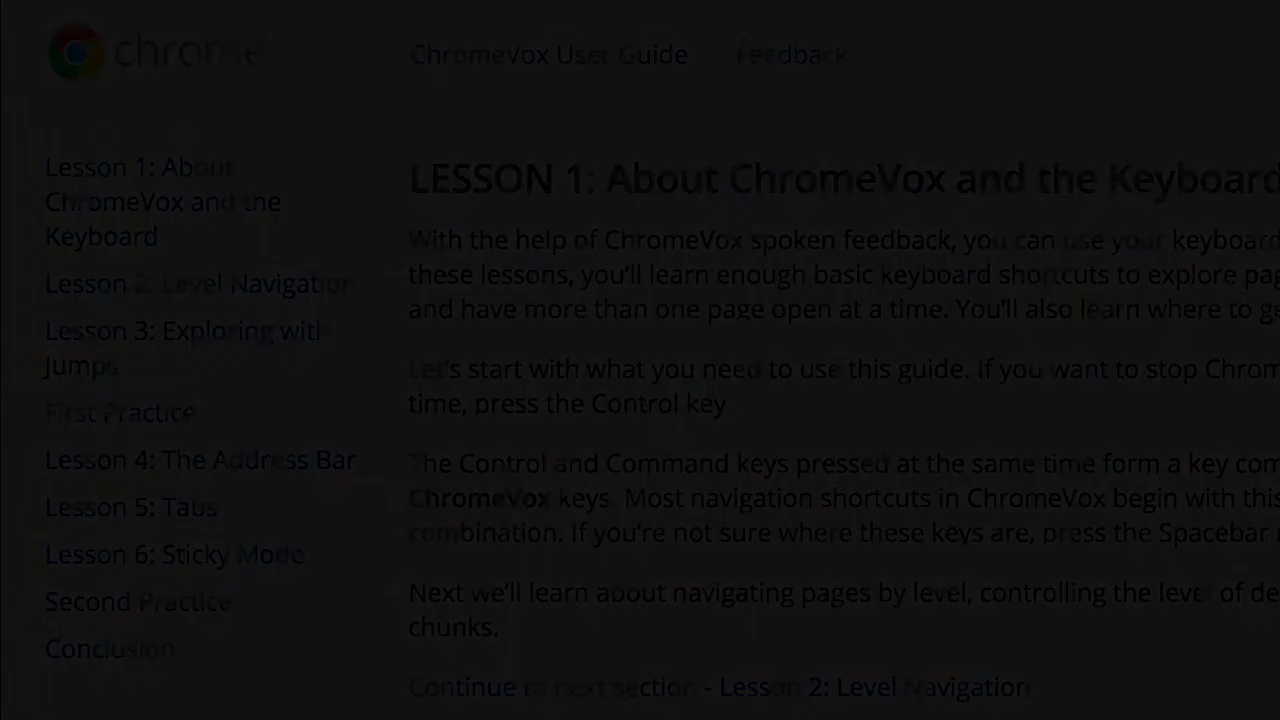 chrome
ChromeVox User Guide
Feedback
Lesson 1: About
ChromeVox and the
Keyboard
Lesson 2: Level Navigation
Lesson 3: Exploring with
Jumps
First Practice
Lesson 4: The Address Bar
Lesson 5: Tabs
Lesson 6: Sticky Mode
Second Practice
Conclusion
LESSON 1: About ChromeVox and the Keyboard
With the help of ChromeVox spoken feedback, you can use your keyboard
these lessons, you'll learn enough basic keyboard shortcuts to explore pag
and have more than one page open at a time. You'll also learn where to ge
Let's start with what you need to use this guide. If you want to stop Chrom
time, press the Control key.
The Control and Command keys pressed at the same time form a key com
ChromeVox keys. Most navigation shortcuts in ChromeVox begin with this
combination. If you're not sure where these keys are, press the Spacebar
Next we'll learn about navigating pages by level, controlling the level of de
chunks.
Continue to next section - Lesson 2: Level Navigation